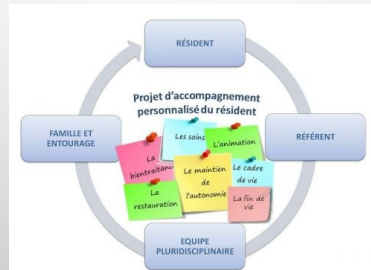 RÉSIDENT
Projet d'accompagnement
personnalisé du résident
FAMILLE ET
ENTOURAGE
RÉFÉRENT
Les soins
L'animation
La
bientraitance
Le maintien
de
l'autonomie
Le cadre
de vie
La
restauration
La fin de
vie
EQUIPE
PLURIDISCIPLINAIRE